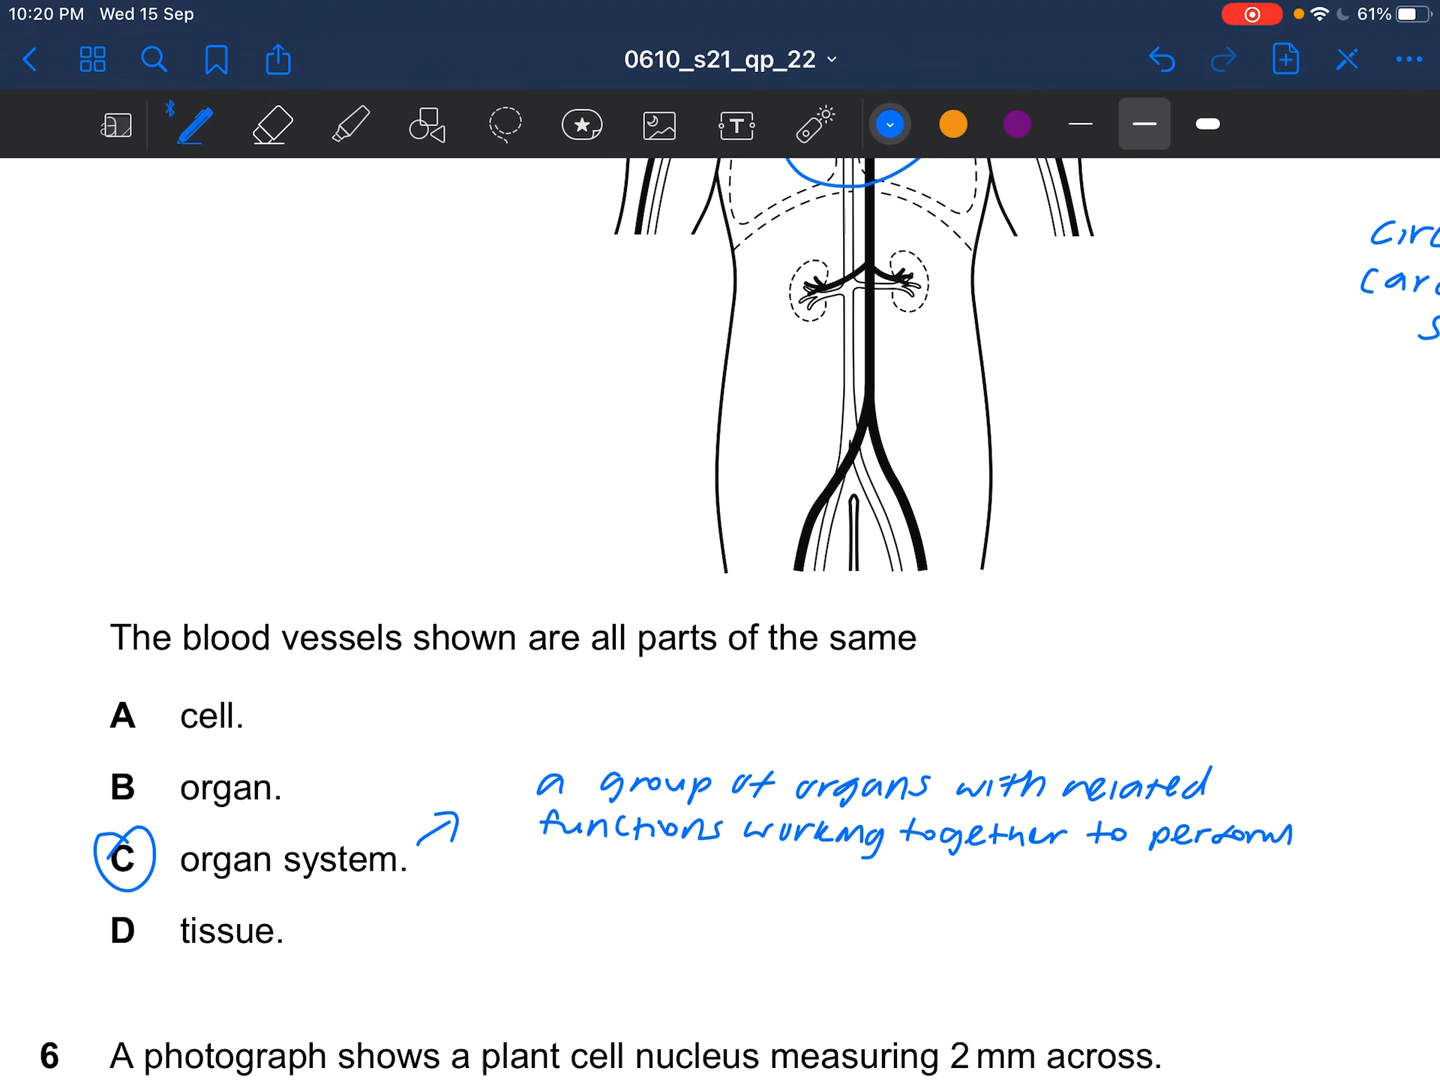 10:20 PM Wed 15 Sep
61%
0610_s21_qp_22
T
The blood vessels shown are all parts of the same
A cell.
B organ.
C organ system.
D tissue.
a group of organs with related
functions working together to perform
6 A photograph shows a plant cell nucleus measuring 2 mm across.